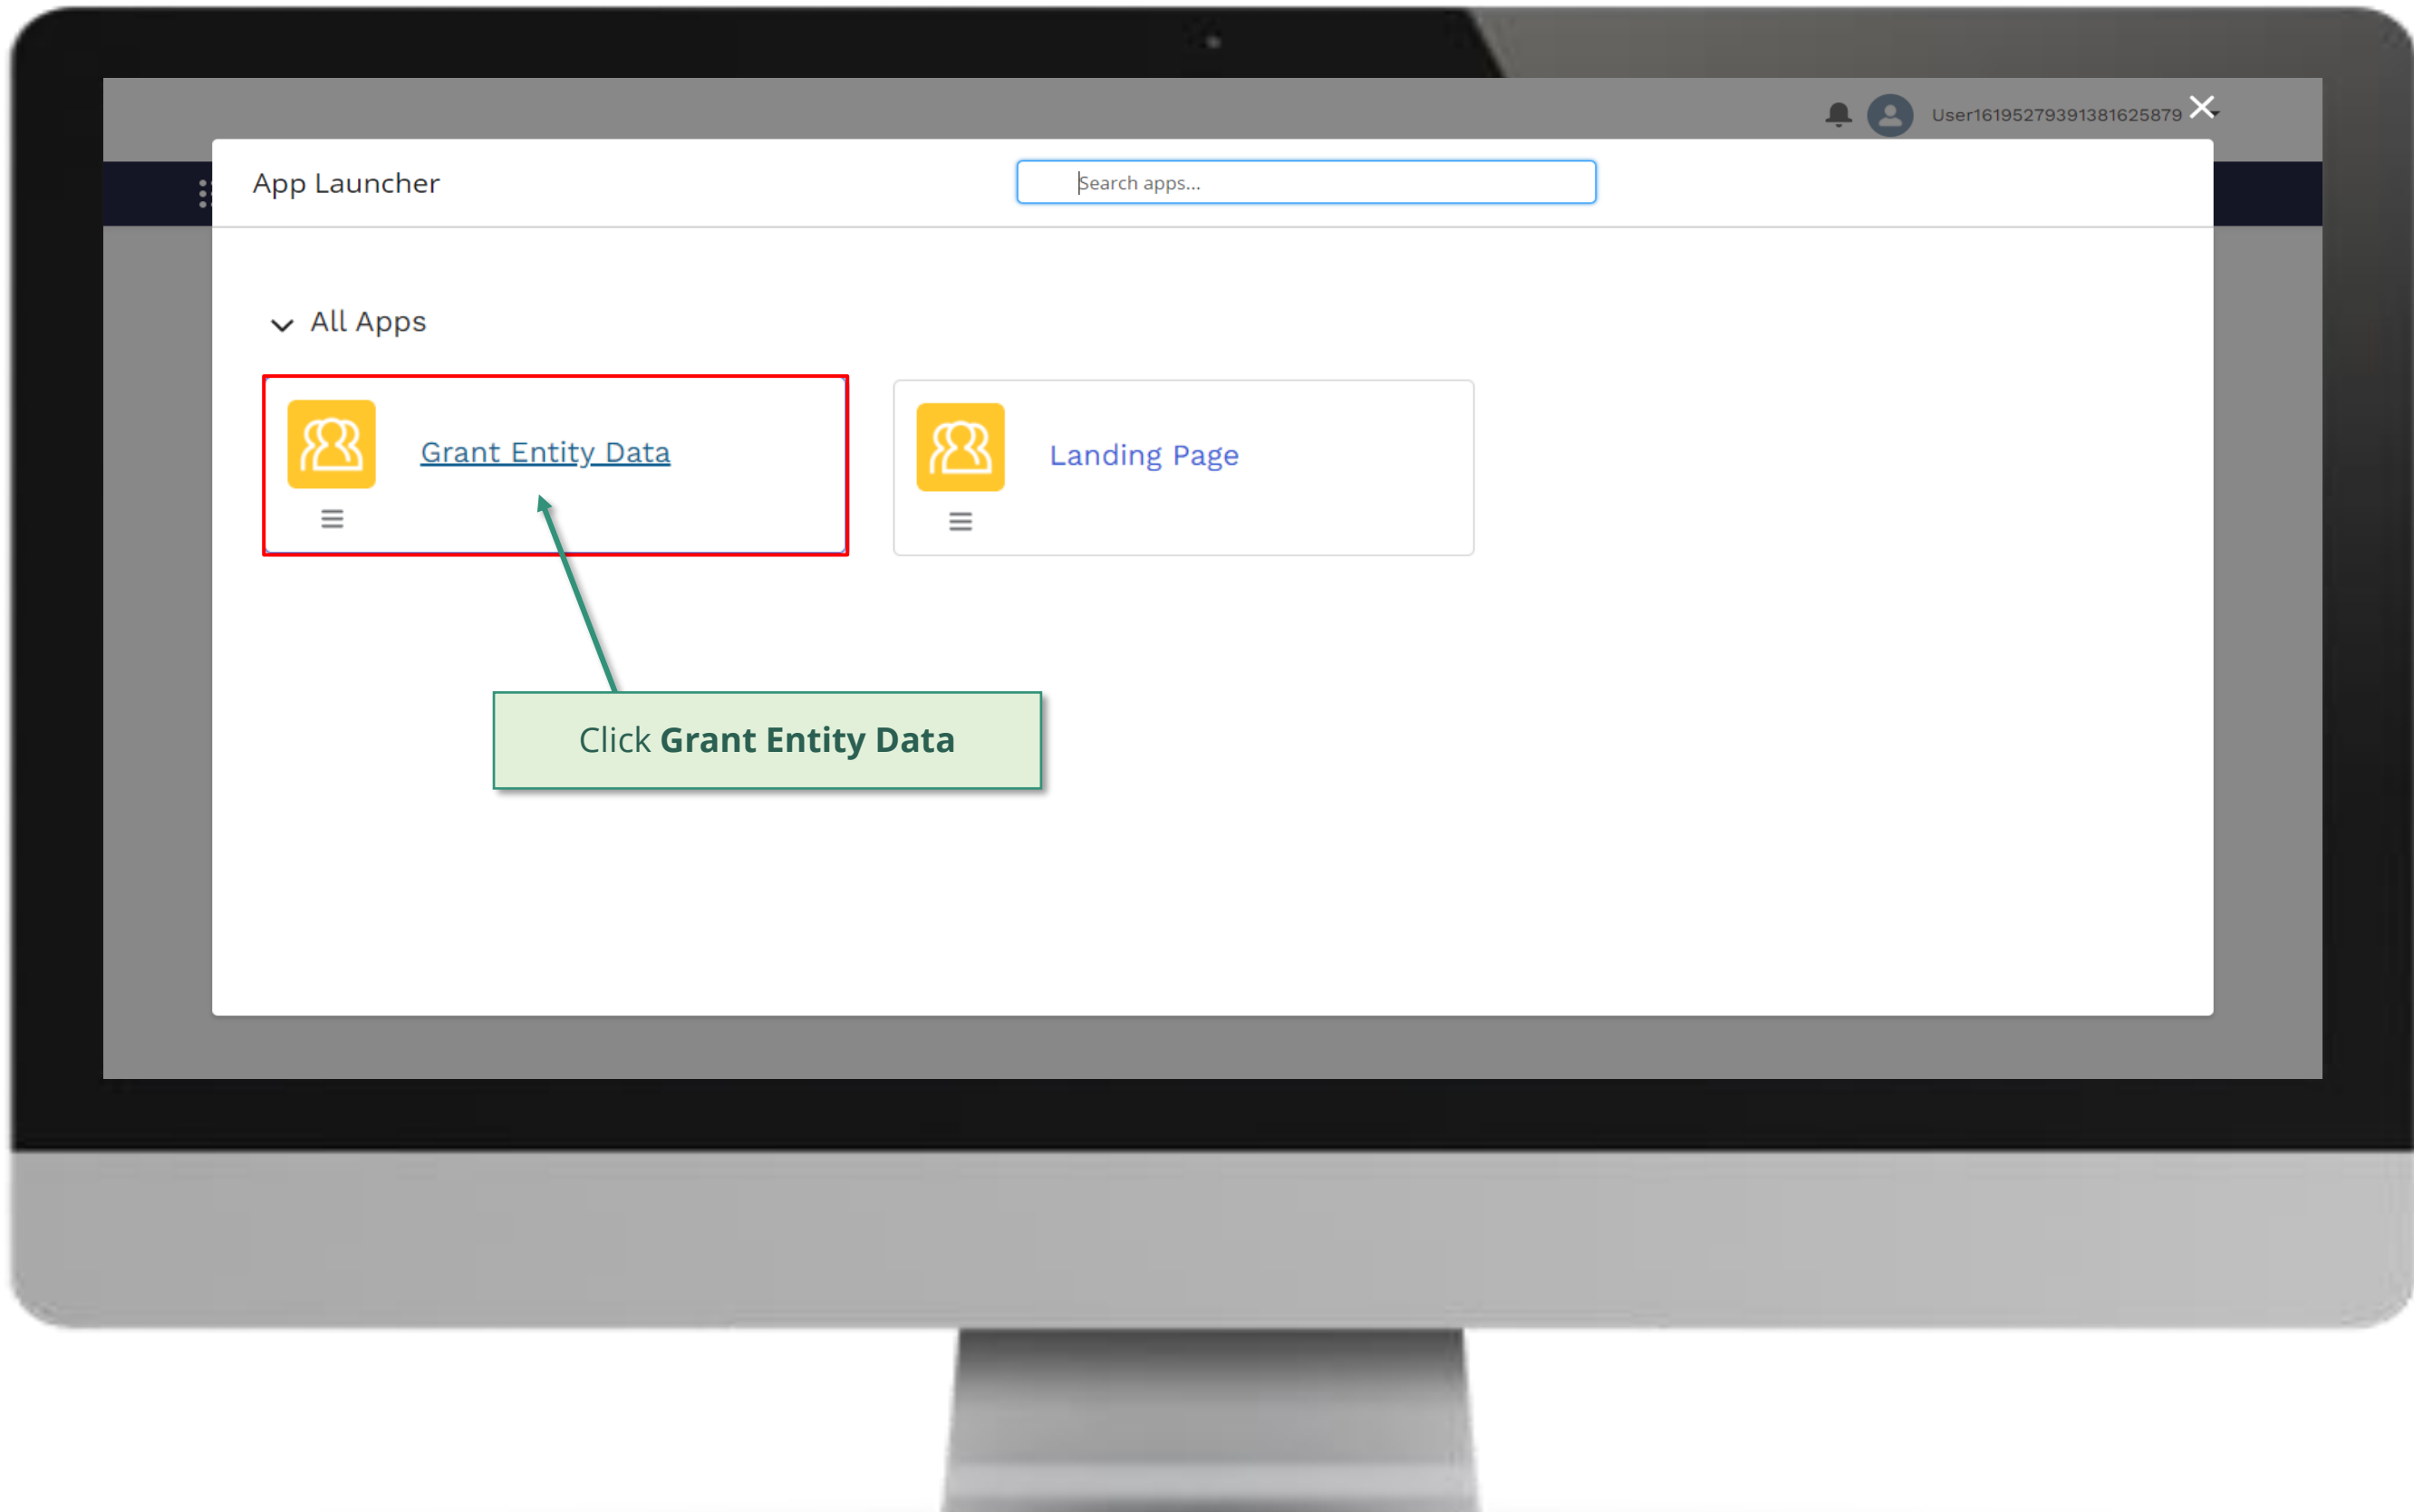 User16195279391381625879
App Launcher
Search apps...
All Apps
Grant Entity Data
Landing Page
Click Grant Entity Data